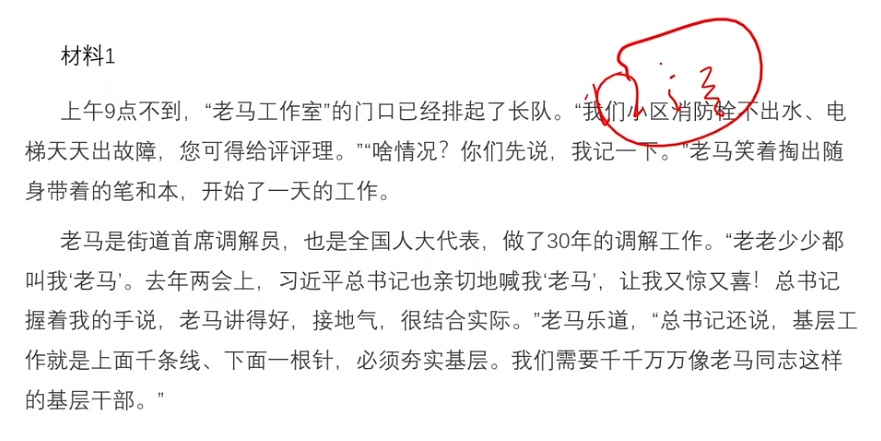 材料1
上午9点不到，“老马工作室”的门口已经排起了长队。“我们小区消防栓不出水、电
梯天天出故障，您可得给评评理。”“啥情况？你们先说，我记一下。”老马笑着掏出随
身带着的笔和本，开始了一天的工作。
老马是街道首席调解员，也是全国人大代表，做了30年的调解工作。“老老少少都
叫我‘老马’。去年两会上，习近平总书记也亲切地喊我‘老马’，让我又惊又喜！总书记
握着我的手说，老马讲得好，接地气，很结合实际。”老马乐道，“总书记还说，基层工
作就是上面千条线、下面一根针，必须夯实基层。我们需要千千万万像老马同志这样
的基层干部。”